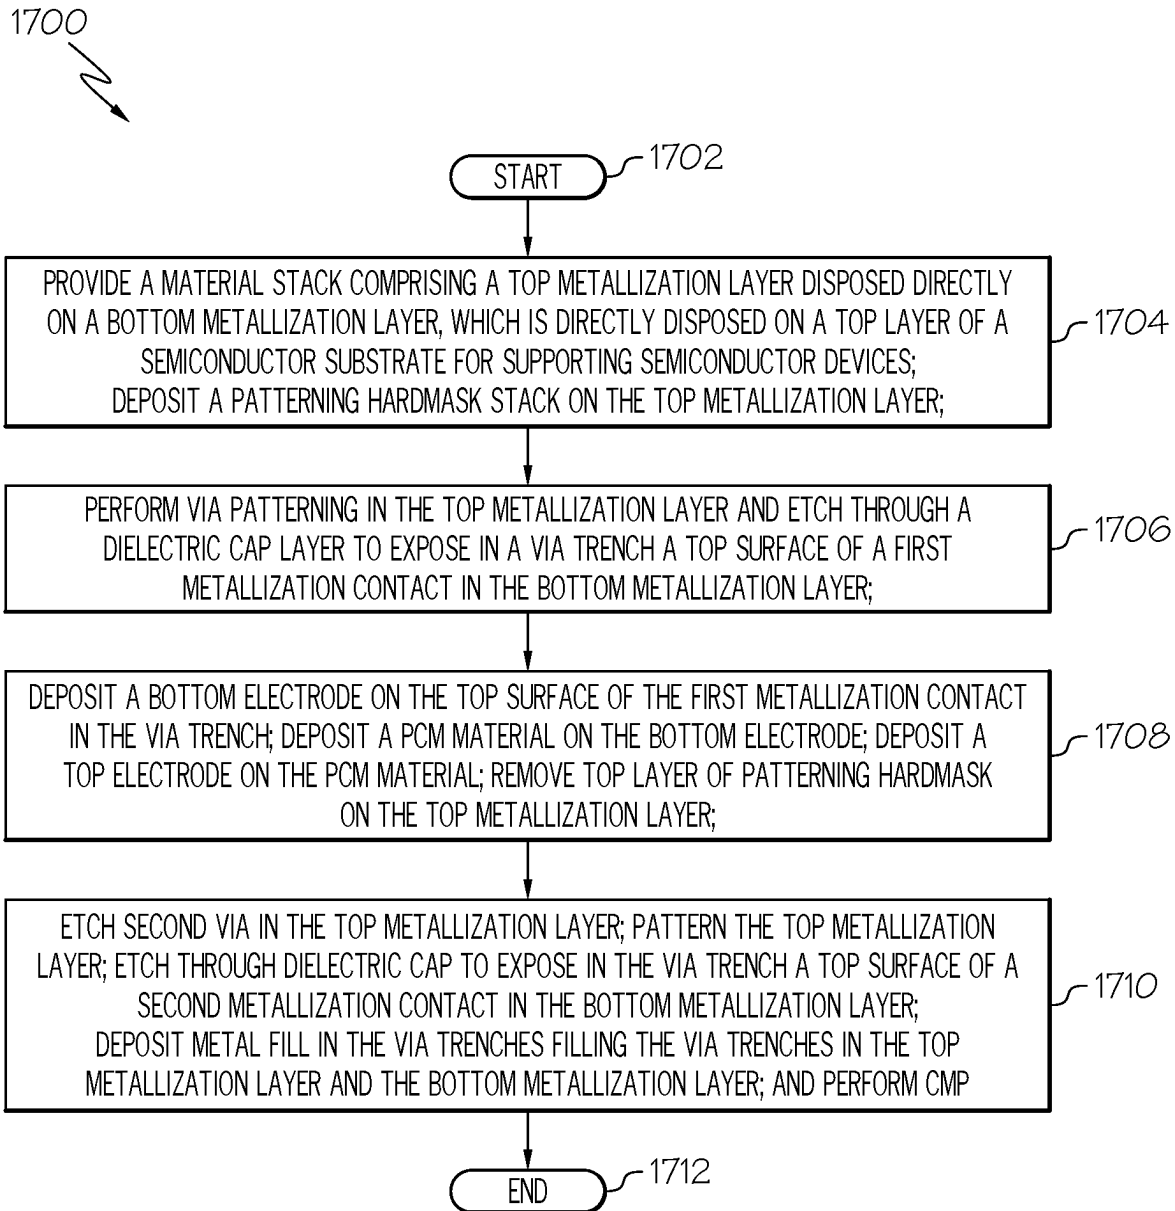 1700
START
1702
PROVIDE A MATERIAL STACK COMPRISING A TOP METALLIZATION LAYER DISPOSED DIRECTLY
ON A BOTTOM METALLIZATION LAYER, WHICH IS DIRECTLY DISPOSED ON A TOP LAYER OF A
SEMICONDUCTOR SUBSTRATE FOR SUPPORTING SEMICONDUCTOR DEVICES;
DEPOSIT A PATTERNING HARDMASK STACK ON THE TOP METALLIZATION LAYER;
1704
PERFORM VIA PATTERNING IN THE TOP METALLIZATION LAYER AND ETCH THROUGH A
DIELECTRIC CAP LAYER TO EXPOSE IN A VIA TRENCH A TOP SURFACE OF A FIRST
METALLIZATION CONTACT IN THE BOTTOM METALLIZATION LAYER;
1706
DEPOSIT A BOTTOM ELECTRODE ON THE TOP SURFACE OF THE FIRST METALLIZATION CONTACT
IN THE VIA TRENCH; DEPOSIT A PCM MATERIAL ON THE BOTTOM ELECTRODE; DEPOSIT A
TOP ELECTRODE ON THE PCM MATERIAL; REMOVE TOP LAYER OF PATTERNING HARDMASK
ON THE TOP METALLIZATION LAYER;
1708
ETCH SECOND VIA IN THE TOP METALLIZATION LAYER; PATTERN THE TOP METALLIZATION
LAYER; ETCH THROUGH DIELECTRIC CAP TO EXPOSE IN THE VIA TRENCH A TOP SURFACE OF A
SECOND METALLIZATION CONTACT IN THE BOTTOM METALLIZATION LAYER;
DEPOSIT METAL FILL IN THE VIA TRENCHES FILLING THE VIA TRENCHES IN THE TOP
METALLIZATION LAYER AND THE BOTTOM METALLIZATION LAYER; AND PERFORM CMP
1710
END
1712